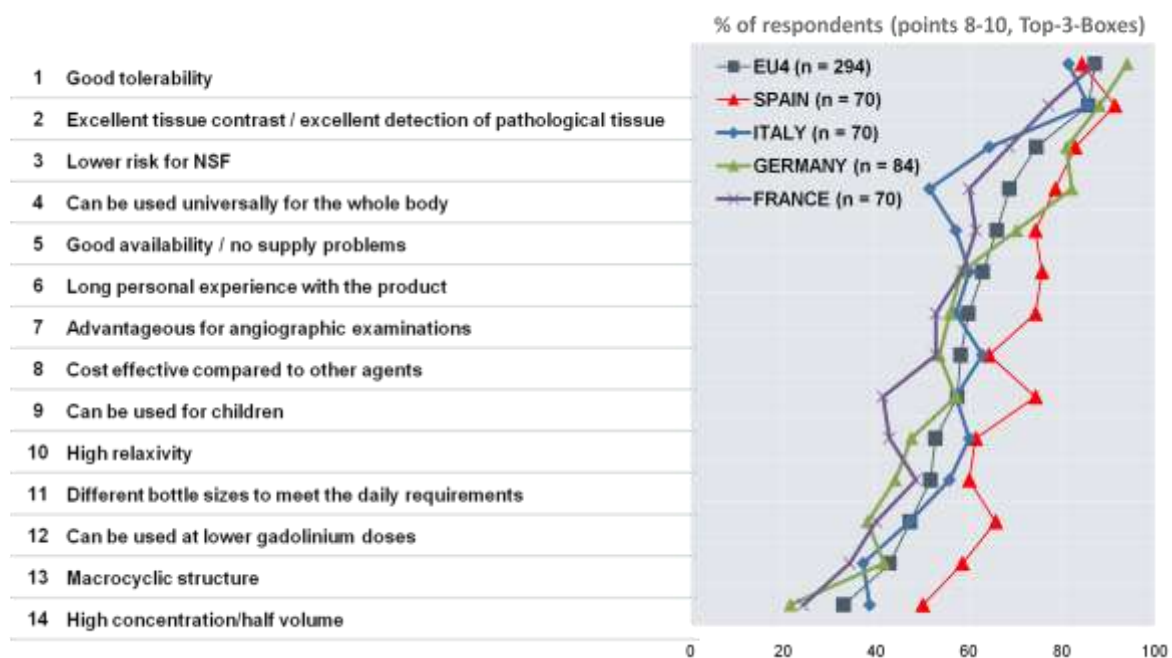 % of respondents (points 8-10, Top-3-Boxes)
EU4 (n = 294)
SPAIN (n = 70)
ITALY (n = 70)
GERMANY (n = 84)
FRANCE (n = 70)
1 Good tolerability
2 Excellent tissue contrast / excellent detection of pathological tissue
3 Lower risk for NSF
4 Can be used universally for the whole body
5 Good availability / no supply problems
6 Long personal experience with the product
7 Advantageous for angiographic examinations
8 Cost effective compared to other agents
9 Can be used for children
10 High relaxivity
11 Different bottle sizes to meet the daily requirements
12 Can be used at lower gadolinium doses
13 Macrocyclic structure
14 High concentration/half volume
0 20 40 60 80 100